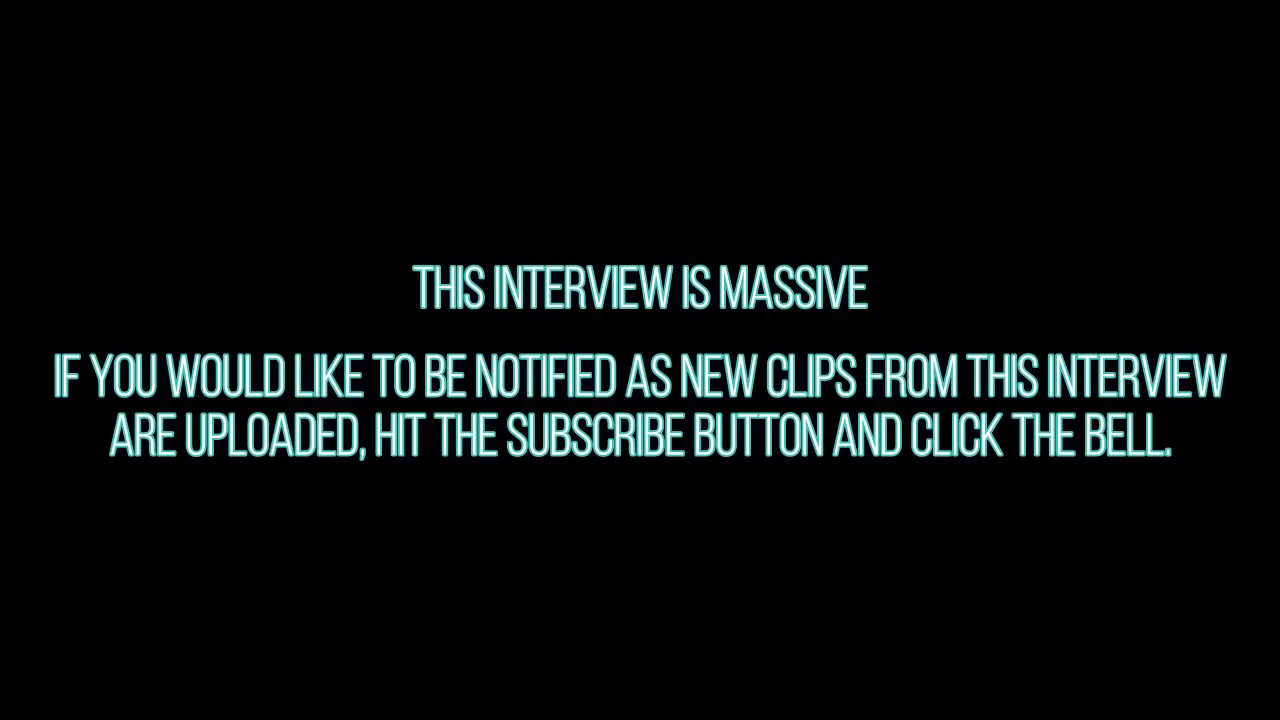 THIS INTERVIEW IS MASSIVE
IF YOU WOULD LIKE TO BE NOTIFIED AS NEW CLIPS FROM THIS INTERVIEW
ARE UPLOADED, HIT THE SUBSCRIBE BUTTON AND CLICK THE BELL.